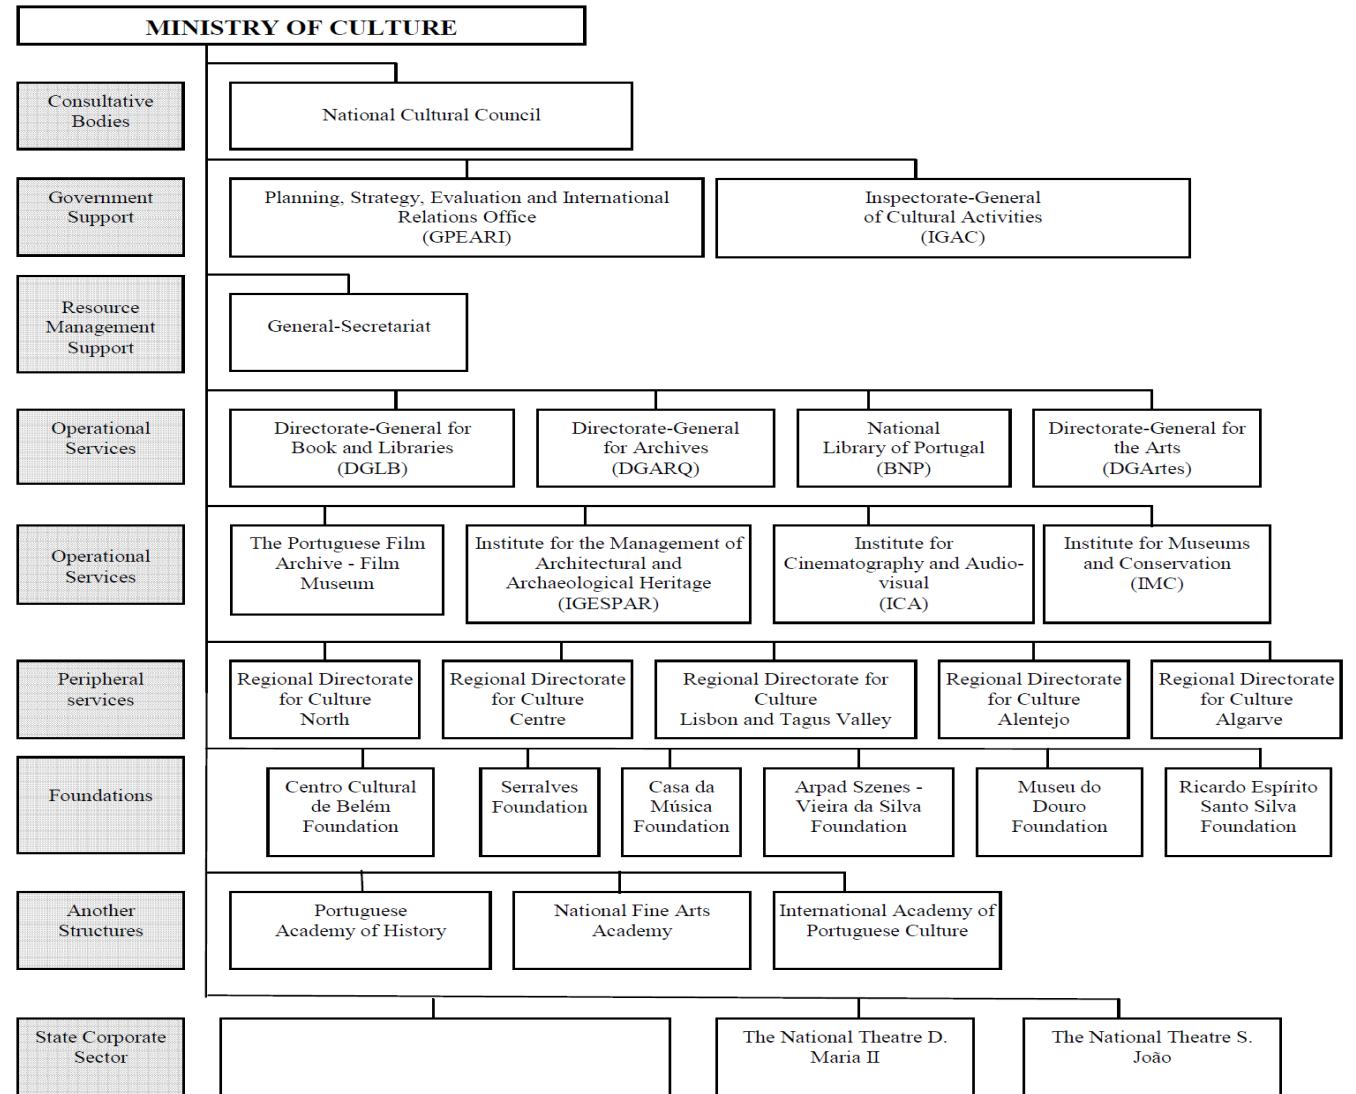 MINISTRY OF CULTURE
Consultative
Bodies
National Cultural Council
Government
Support
Planning, Strategy, Evaluation and International
Relations Office
(GPEARI)
Inspectorate-General
of Cultural Activities
(IGAC)
Resource
Management
Support
General-Secretariat
Operational
Services
Directorate-General for
Book and Libraries
(DGLB)
Directorate-General
for Archives
(DGARQ)
National
Library of Portugal
(BNP)
Directorate-General for
the Arts
(DGArtes)
Operational
Services
The Portuguese Film
Archive - Film
Museum
Institute for the Management of
Architectural and
Archaeological Heritage
(IGESPAR)
Institute for
Cinematography and Audio-
visual
(ICA)
Institute for Museums
and Conservation
(IMC)
Peripheral
services
Regional Directorate
for Culture
North
Regional Directorate
for Culture
Centre
Regional Directorate for
Culture
Lisbon and Tagus Valley
Regional Directorate
for Culture
Alentejo
Regional Directorate
for Culture
Algarve
Foundations
Centro Cultural
de Belém
Foundation
Serralves
Foundation
Casa da
Música
Foundation
Arpad Szenes -
Vieira da Silva
Foundation
Museu do
Douro
Foundation
Ricardo Espírito
Santo Silva
Foundation
Another
Structures
Portuguese
Academy of History
National Fine Arts
Academy
International Academy of
Portuguese Culture
State Corporate
Sector
The National Theatre D.
Maria II
The National Theatre S.
João